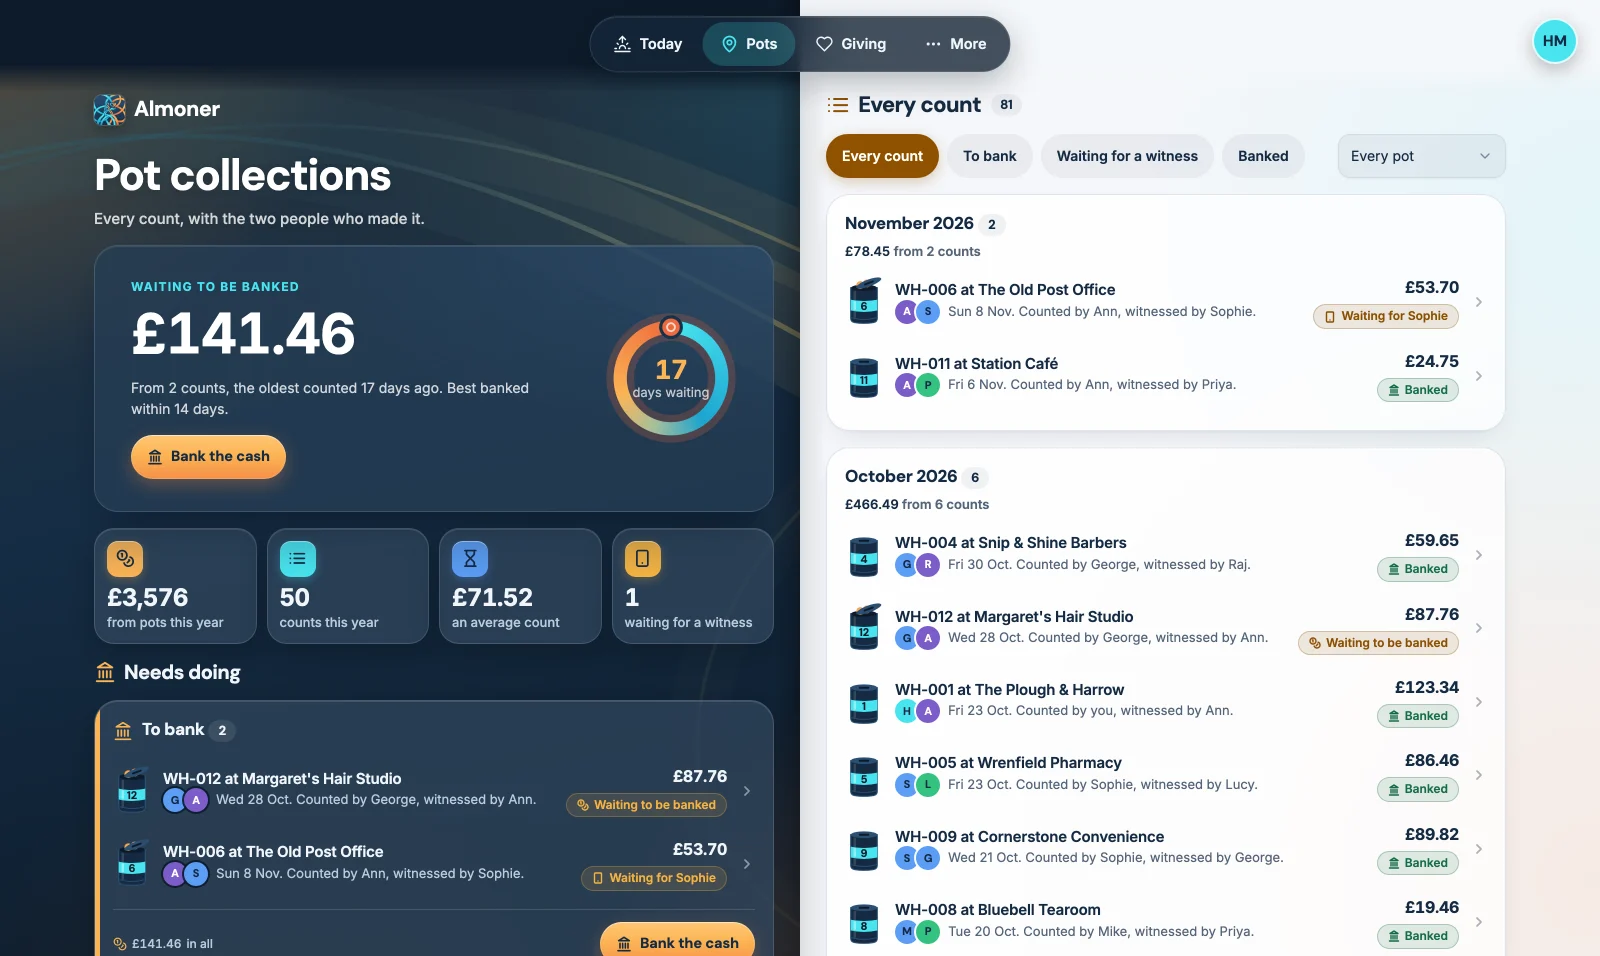 Today
Pots
Giving
More
HM
Almoner
Pot collections
Every count, with the two people who made it.
WAITING TO BE BANKED
£141.46
From 2 counts, the oldest counted 17 days ago. Best banked
within 14 days.
Bank the cash
17
days waiting
£3,576
from pots this year
50
counts this year
£71.52
an average count
1
waiting for a witness
Needs doing
To bank 2
12
WH-012 at Margaret's Hair Studio
£87.76
G A Wed 28 Oct. Counted by George, witnessed by Ann.
Waiting to be banked
6
WH-006 at The Old Post Office
£53.70
A S Sun 8 Nov. Counted by Ann, witnessed by Sophie.
Waiting for Sophie
£141.46 in all
Bank the cash
Every count 81
Every count
To bank
Waiting for a witness
Banked
Every pot
November 2026 2
£78.45 from 2 counts
6
WH-006 at The Old Post Office
£53.70
A S Sun 8 Nov. Counted by Ann, witnessed by Sophie.
Waiting for Sophie
11
WH-011 at Station Café
£24.75
A P Fri 6 Nov. Counted by Ann, witnessed by Priya.
Banked
October 2026 6
£466.49 from 6 counts
4
WH-004 at Snip & Shine Barbers
£59.65
G R Fri 30 Oct. Counted by George, witnessed by Raj.
Banked
12
WH-012 at Margaret's Hair Studio
£87.76
G A Wed 28 Oct. Counted by George, witnessed by Ann.
Waiting to be banked
1
WH-001 at The Plough & Harrow
£123.34
H A Fri 23 Oct. Counted by you, witnessed by Ann.
Banked
5
WH-005 at Wrenfield Pharmacy
£86.46
S L Fri 23 Oct. Counted by Sophie, witnessed by Lucy.
Banked
9
WH-009 at Cornerstone Convenience
£89.82
S G Wed 21 Oct. Counted by Sophie, witnessed by George.
Banked
8
WH-008 at Bluebell Tearoom
£19.46
M P Tue 20 Oct. Counted by Mike, witnessed by Priya.
Banked